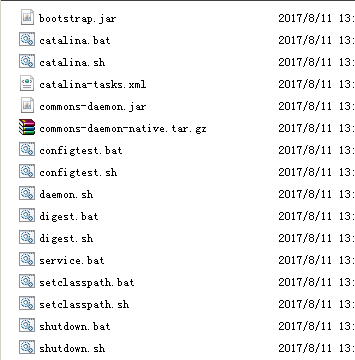 bootstrap.jar 2017/8/11 13:
catalina.bat 2017/8/11 13:
catalina.sh 2017/8/11 13:
catalina-tasks.xml 2017/8/11 13:
commons-daemon.jar 2017/8/11 13:
commons-daemon-native.tar.gz 2017/8/11 13:
configtest.bat 2017/8/11 13:
configtest.sh 2017/8/11 13:
daemon.sh 2017/8/11 13:
digest.bat 2017/8/11 13:
digest.sh 2017/8/11 13:
service.bat 2017/8/11 13:
setclasspath.bat 2017/8/11 13:
setclasspath.sh 2017/8/11 13:
shutdown.bat 2017/8/11 13:
shutdown.sh 2017/8/11 13: